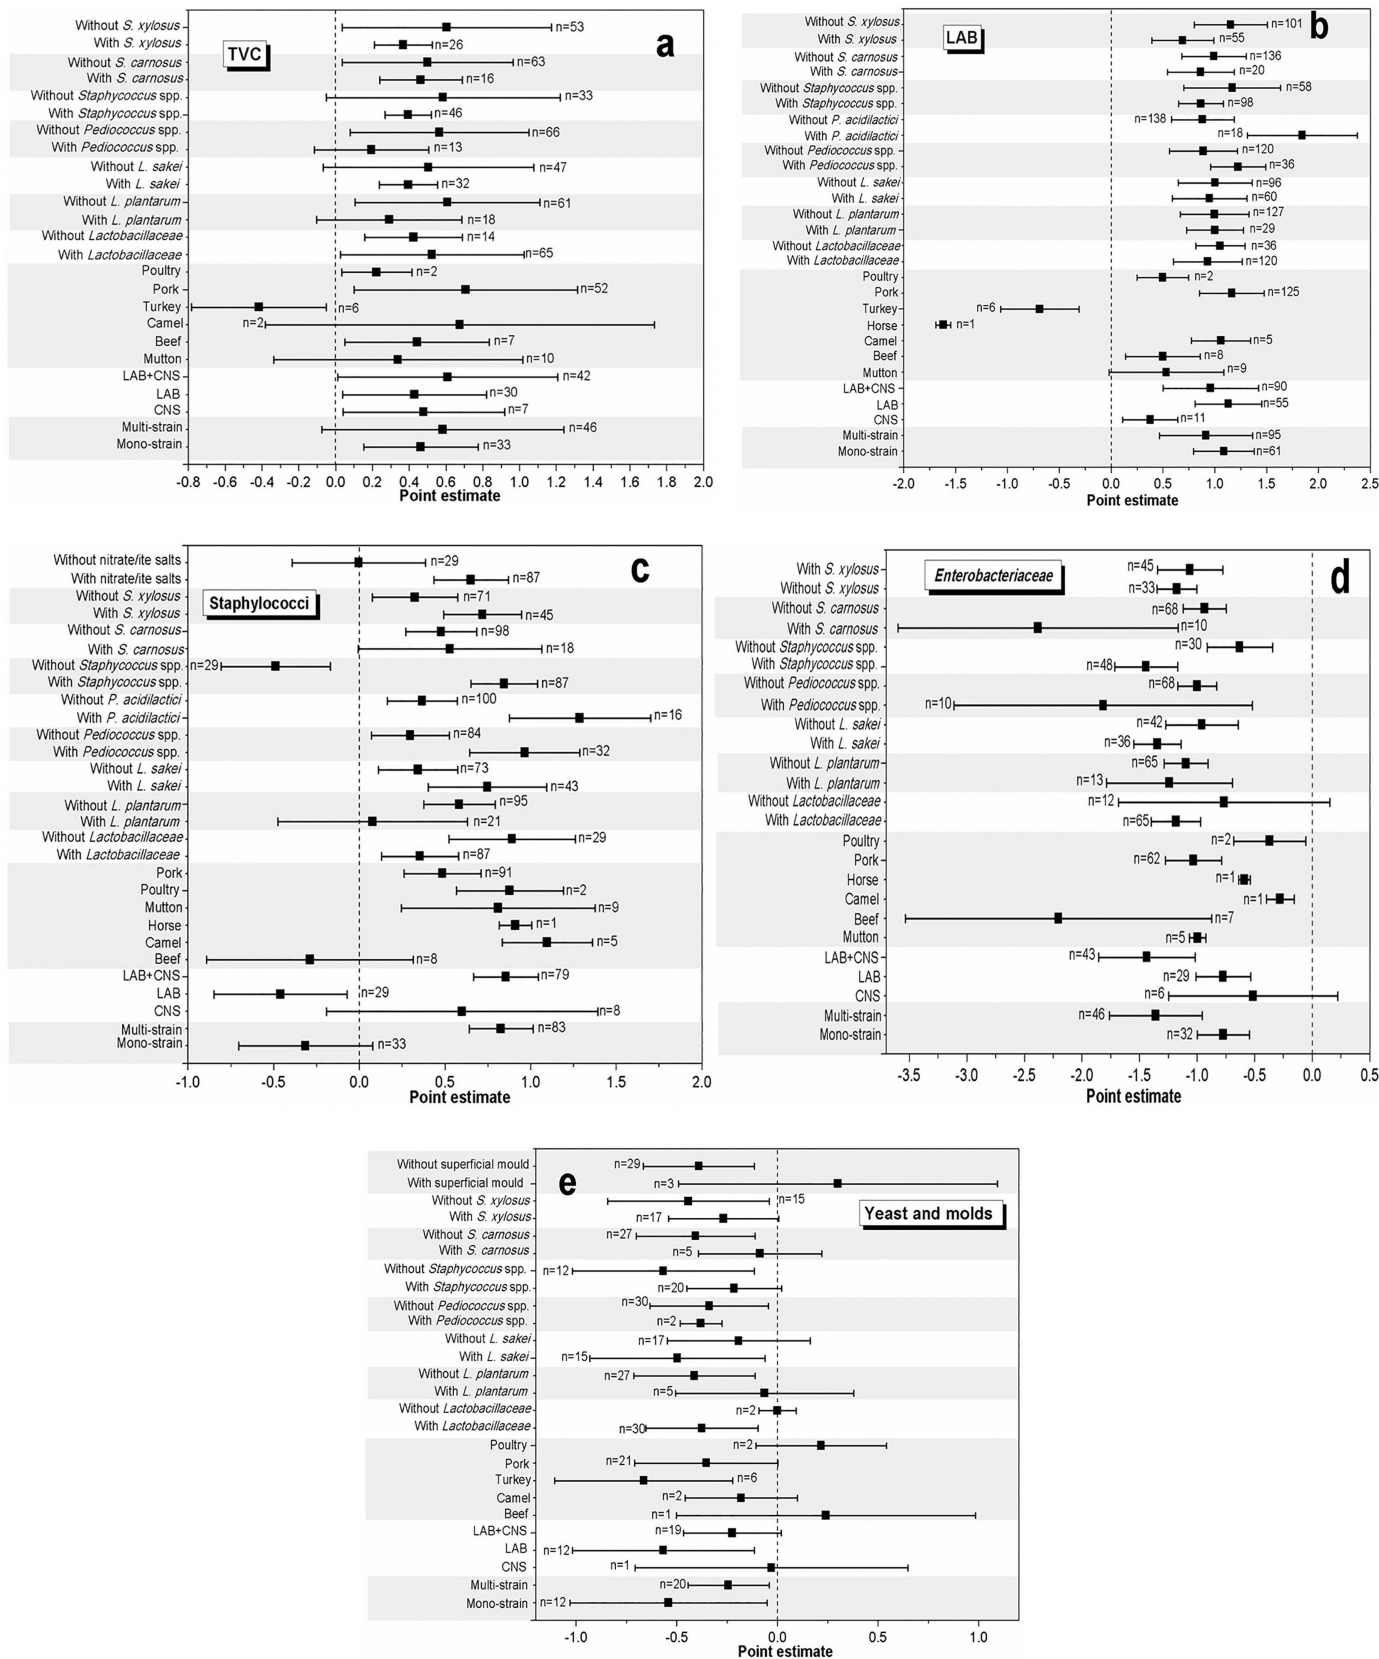 a
TVC
Without S. xylosus n=53
With S. xylosus n=26
Without S. carnosus n=63
With S. carnosus n=16
Without Staphycoccus spp. n=33
With Staphycoccus spp. n=46
Without Pediococcus spp. n=66
With Pediococcus spp. n=13
Without L. sakei n=47
With L. sakei n=32
Without L. plantarum n=61
With L. plantarum n=18
Without Lactobacillaceae n=14
With Lactobacillaceae n=65
Poultry n=2
Pork n=52
Turkey n=6
Camel n=2
Beef n=7
Mutton n=10
LAB+CNS n=42
LAB n=30
CNS n=7
Multi-strain n=46
Mono-strain n=33
-0.8 -0.6 -0.4 -0.2 0.0 0.2 0.4 0.6 0.8 1.0 1.2 1.4 1.6 1.8 2.0
Point estimate
b
LAB
Without S. xylosus n=101
With S. xylosus n=55
Without S. carnosus n=136
With S. carnosus n=20
Without Staphycoccus spp. n=58
With Staphycoccus spp. n=98
Without P. acidilactici n=138
With P. acidilactici n=18
Without Pediococcus spp. n=120
With Pediococcus spp. n=36
Without L. sakei n=96
With L. sakei n=60
Without L. plantarum n=127
With L. plantarum n=29
Without Lactobacillaceae n=36
With Lactobacillaceae n=120
Poultry n=2
Pork n=125
Turkey n=6
Horse n=1
Camel n=5
Beef n=8
Mutton n=9
LAB+CNS n=90
LAB n=55
CNS n=11
Multi-strain n=95
Mono-strain n=61
-2.0 -1.5 -1.0 -0.5 0.0 0.5 1.0 1.5 2.0 2.5
Point estimate
c
Staphylococci
Without nitrate/ite salts n=29
With nitrate/ite salts n=87
Without S. xylosus n=71
With S. xylosus n=45
Without S. carnosus n=98
With S. carnosus n=18
Without Staphycoccus spp. n=29
With Staphycoccus spp. n=87
Without P. acidilactici n=100
With P. acidilactici n=16
Without Pediococcus spp. n=84
With Pediococcus spp. n=32
Without L. sakei n=73
With L. sakei n=43
Without L. plantarum n=95
With L. plantarum n=21
Without Lactobacillaceae n=29
With Lactobacillaceae n=87
Pork n=91
Poultry n=2
Mutton n=9
Horse n=1
Camel n=5
Beef n=8
LAB+CNS n=79
LAB n=29
CNS n=8
Multi-strain n=83
Mono-strain n=33
-1.0 -0.5 0.0 0.5 1.0 1.5 2.0
Point estimate
d
Enterobacteriaceae
With S. xylosus n=45
Without S. xylosus n=33
Without S. carnosus n=68
With S. carnosus n=10
Without Staphycoccus spp. n=30
With Staphycoccus spp. n=48
Without Pediococcus spp. n=68
With Pediococcus spp. n=10
Without L. sakei n=42
With L. sakei n=36
Without L. plantarum n=65
With L. plantarum n=13
Without Lactobacillaceae n=12
With Lactobacillaceae n=65
Poultry n=2
Pork n=62
Horse n=1
Camel n=1
Beef n=7
Mutton n=5
LAB+CNS n=43
LAB n=29
CNS n=6
Multi-strain n=46
Mono-strain n=32
-3.5 -3.0 -2.5 -2.0 -1.5 -1.0 -0.5 0.0 0.5
Point estimate
e
Yeast and molds
Without superficial mould n=29
With superficial mould n=3
Without S. xylosus n=15
With S. xylosus n=17
Without S. carnosus n=27
With S. carnosus n=5
Without Staphycoccus spp. n=12
With Staphycoccus spp. n=20
Without Pediococcus spp. n=30
With Pediococcus spp. n=2
Without L. sakei n=17
With L. sakei n=15
Without L. plantarum n=27
With L. plantarum n=5
Without Lactobacillaceae n=2
With Lactobacillaceae n=30
Poultry n=2
Pork n=21
Turkey n=6
Camel n=2
Beef n=1
LAB+CNS n=19
LAB n=12
CNS n=1
Multi-strain n=20
Mono-strain n=12
-1.0 -0.5 0.0 0.5 1.0
Point estimate